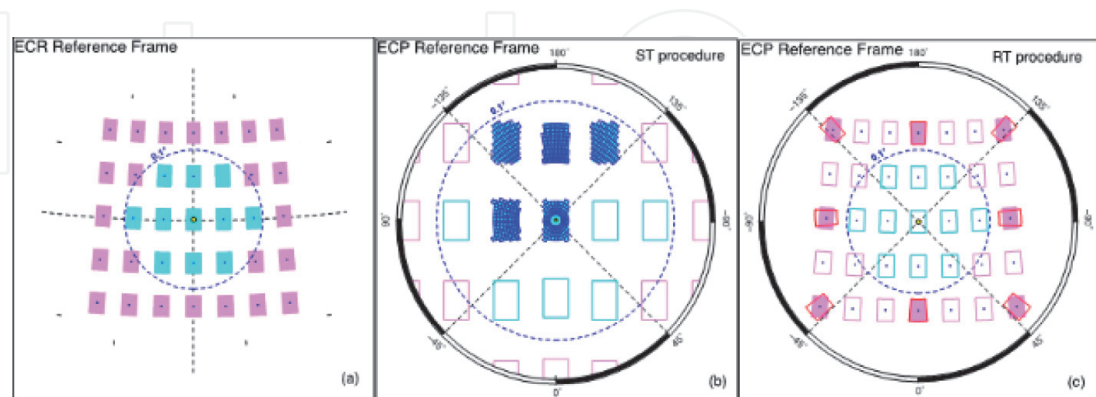 ECR Reference Frame
0.1°
(a)
ECP Reference Frame
ST procedure
180°
-135°
135°
0.1°
90°
-90°
-45°
45°
0°
(b)
ECP Reference Frame
RT procedure
180°
-135°
135°
0.1°
-90°
-90°
-45°
45°
0°
(c)